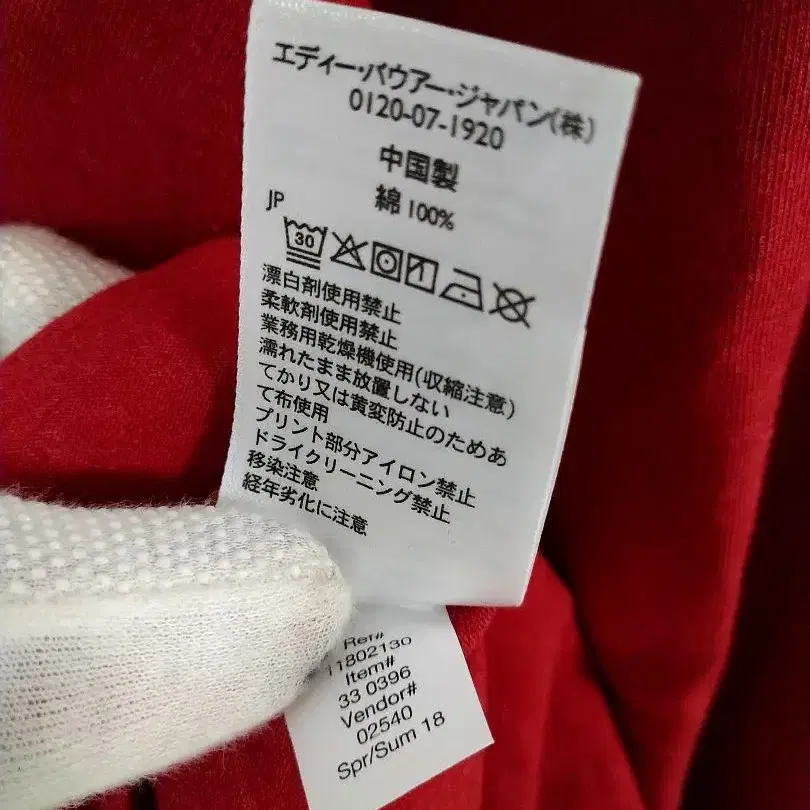 エディー・バウアー・ジャパン(株)
0120-07-1920
中国製
綿 100%
JP
30
漂白剤使用禁止
柔軟剤使用禁止
業務用乾燥機使用(収縮注意)
濡れたまま放置しない
てかり又は黄変防止のためあ
て布使用
プリント部分アイロン禁止
ドライクリーニング禁止
移染注意
経年劣化に注意
Ref#
11802130
Item#
33 0396
Vendor#
02540
Spr/Sum 18